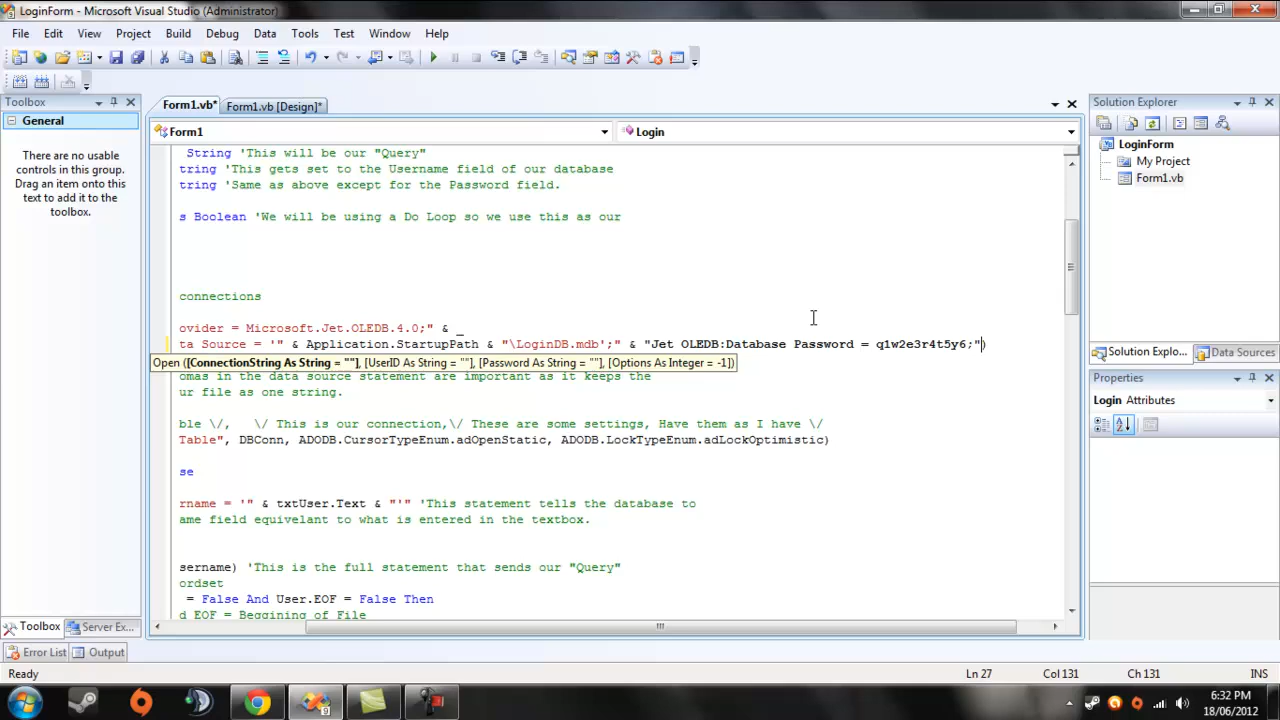 LoginForm - Microsoft Visual Studio (Administrator)
File Edit View Project Build Debug Data Tools Test Window Help
Toolbox
General
There are no usable
controls in this group.
Drag an item onto this
text to add it to the
toolbox.
Toolbox Server Ex...
Form1.vb* Form1.vb [Design]*
Form1 Login
String 'This will be our "Query"
tring 'This gets set to the Username field of our database
tring 'Same as above except for the Password field.
s Boolean 'We will be using a Do Loop so we use this as our
connections
ovider = Microsoft.Jet.OLEDB.4.0;" & _
ta Source = '" & Application.StartupPath & "\LoginDB.mdb';" & "Jet OLEDB:Database Password = q1w2e3r4t5y6;")
Open ([ConnectionString As String = ""], [UserID As String = ""], [Password As String = ""], [Options As Integer = -1])
omas in the data source statement are important as it keeps the
ur file as one string.
ble \/, \/ This is our connection,\/ These are some settings, Have them as I have \/
Table", DBConn, ADODB.CursorTypeEnum.adOpenStatic, ADODB.LockTypeEnum.adLockOptimistic)
se
rname = '" & txtUser.Text & "'" 'This statement tells the database to
ame field equivelant to what is entered in the textbox.
sername) 'This is the full statement that sends our "Query"
ordset
= False And User.EOF = False Then
d EOF = Beggining of File
Solution Explorer
LoginForm
My Project
Form1.vb
Solution Explo... Data Sources
Properties
Login Attributes
Error List Output
Ready Ln 27 Col 131 Ch 131 INS
9
6:32 PM
18/06/2012